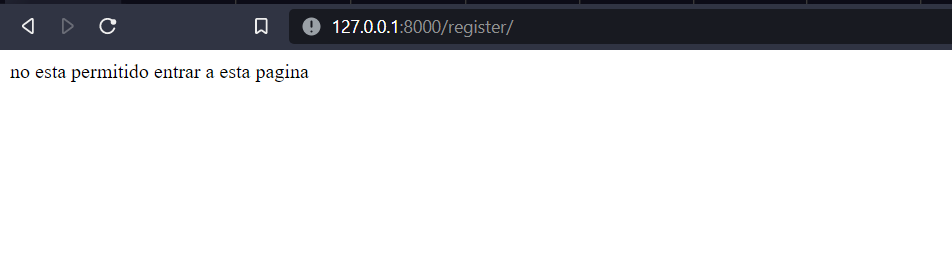 127.0.0.1:8000/register/
no esta permitido entrar a esta pagina